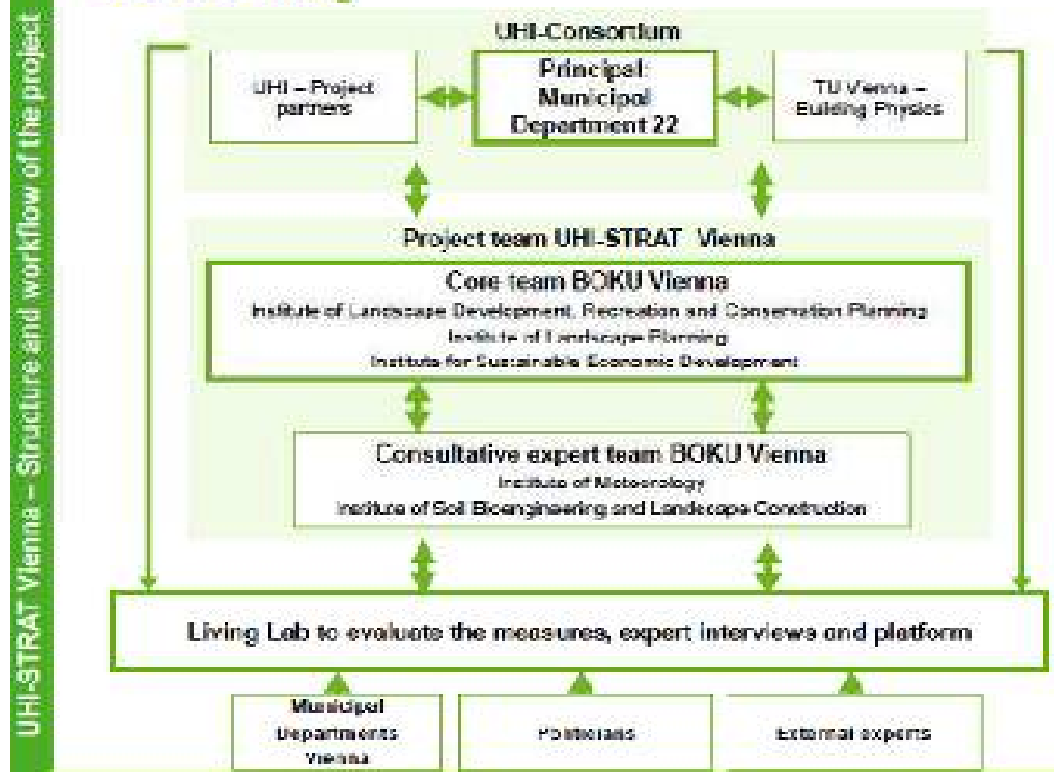 UHI-STRAT Vienna – Structure and workflow of the project
UHI-Consortium
UHI – Project
partners
Principal:
Municipal
Department 22
TU Vienna –
Building Physics
Project team UHI-STRAT Vienna
Core team BOKU Vienna
Institute of Landscape Development, Recreation and Conservation Planning
Institute of Landscape Planning
Institute for Sustainable Economic Development
Consultative expert team BOKU Vienna
Institute of Meteorology
Institute of Soil Bioengineering and Landscape Construction
Living Lab to evaluate the measures, expert interviews and platform
Municipal
Departments
Vienna
Politicians
External experts